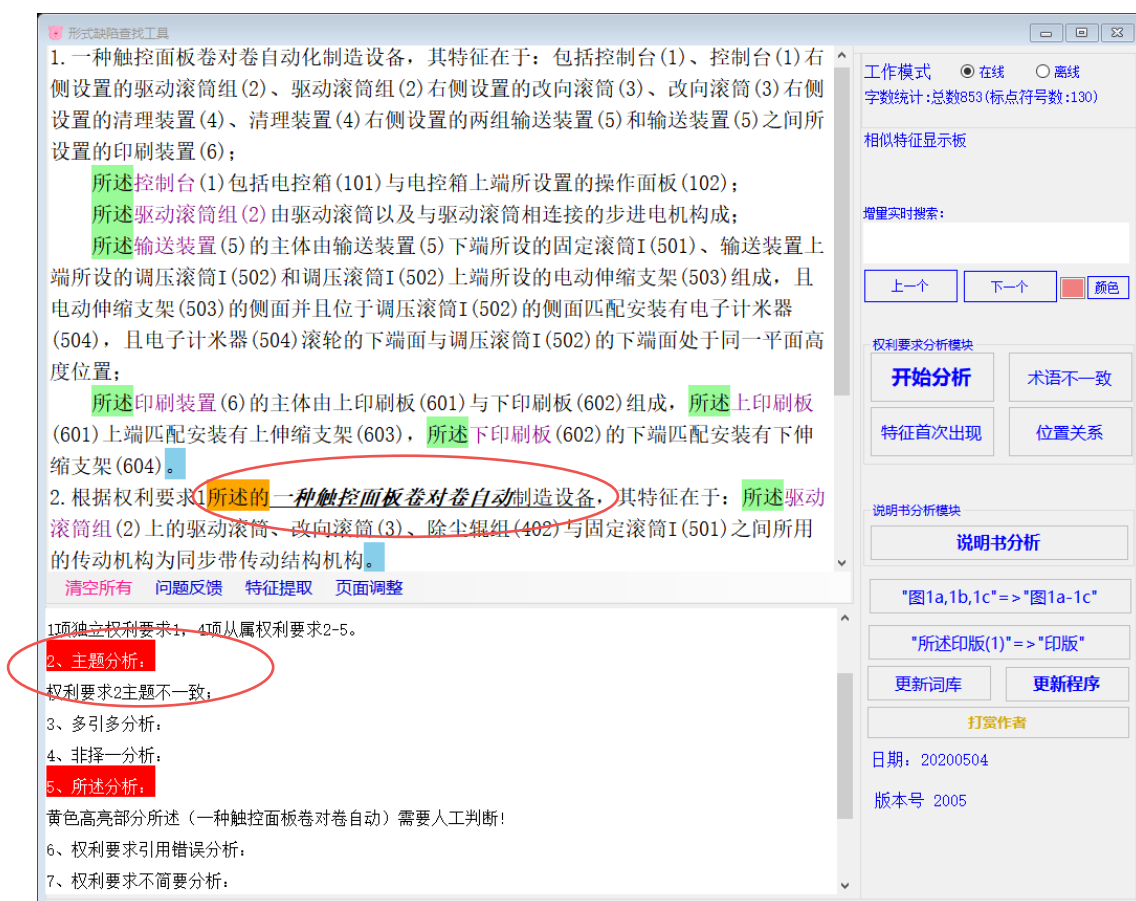 形式缺陷查找工具
1. 一种触控面板卷对卷自动化制造设备，其特征在于：包括控制台(1)、控制台(1)右
侧设置的驱动滚筒组(2)、驱动滚筒组(2)右侧设置的改向滚筒(3)、改向滚筒(3)右侧
设置的清理装置(4)、清理装置(4)右侧设置的两组输送装置(5)和输送装置(5)之间所
设置的印刷装置(6)；
所述控制台(1)包括电控箱(101)与电控箱上端所设置的操作面板(102)；
所述驱动滚筒组(2)由驱动滚筒以及与驱动滚筒相连接的步进电机构成；
所述输送装置(5)的主体由输送装置(5)下端所设的固定滚筒I(501)、输送装置上
端所设的调压滚筒I(502)和调压滚筒I(502)上端所设的电动伸缩支架(503)组成，且
电动伸缩支架(503)的侧面并且位于调压滚筒I(502)的侧面匹配安装有电子计米器
(504)，且电子计米器(504)滚轮的下端面与调压滚筒I(502)的下端面处于同一平面高
度位置；
所述印刷装置(6)的主体由上印刷板(601)与下印刷板(602)组成，所述上印刷板
(601)上端匹配安装有上伸缩支架(603)，所述下印刷板(602)的下端匹配安装有下伸
缩支架(604)。
2. 根据权利要求1所述的一种触控面板卷对卷自动制造设备，其特征在于：所述驱动
滚筒组(2)上的驱动滚筒、改向滚筒(3)、除尘辊组(402)与固定滚筒I(501)之间所用
的传动机构为同步带传动结构机构。
清空所有 问题反馈 特征提取 页面调整
1项独立权利要求1，4项从属权利要求2-5。
2、主题分析：
权利要求2主题不一致；
3、多引多分析：
4、非择一分析：
5、所述分析：
黄色高亮部分所述（一种触控面板卷对卷自动）需要人工判断！
6、权利要求引用错误分析：
7、权利要求不简要分析：
工作模式 在线 离线
字数统计:总数853(标点符号数:130)
相似特征显示板
增量实时搜索：
上一个 下一个 颜色
权利要求分析模块
开始分析 术语不一致
特征首次出现 位置关系
说明书分析模块
说明书分析
"图1a,1b,1c"=>"图1a-1c"
"所述印版(1)"=>"印版"
更新词库 更新程序
打赏作者
日期：20200504
版本号 2005